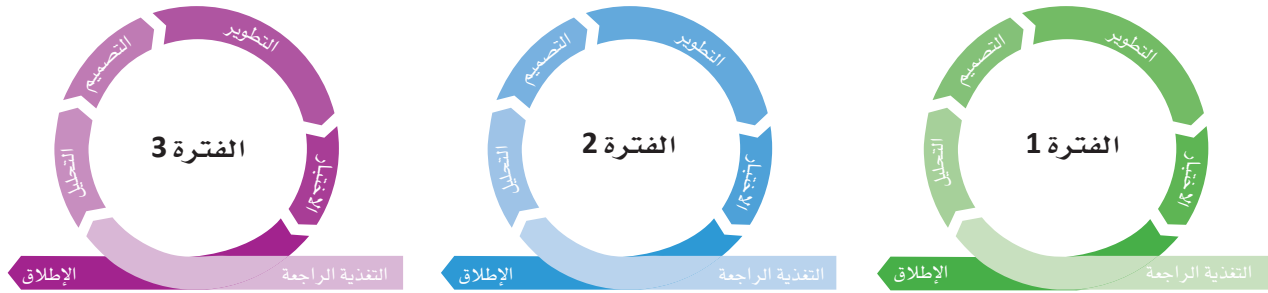 الفترة 1
التطوير
التصميم
التحليل
الاختبار
التغذية الراجعة
الإطلاق
الفترة 2
التطوير
التصميم
التحليل
الاختبار
التغذية الراجعة
الإطلاق
الفترة 3
التطوير
التصميم
التحليل
الاختبار
التغذية الراجعة
الإطلاق